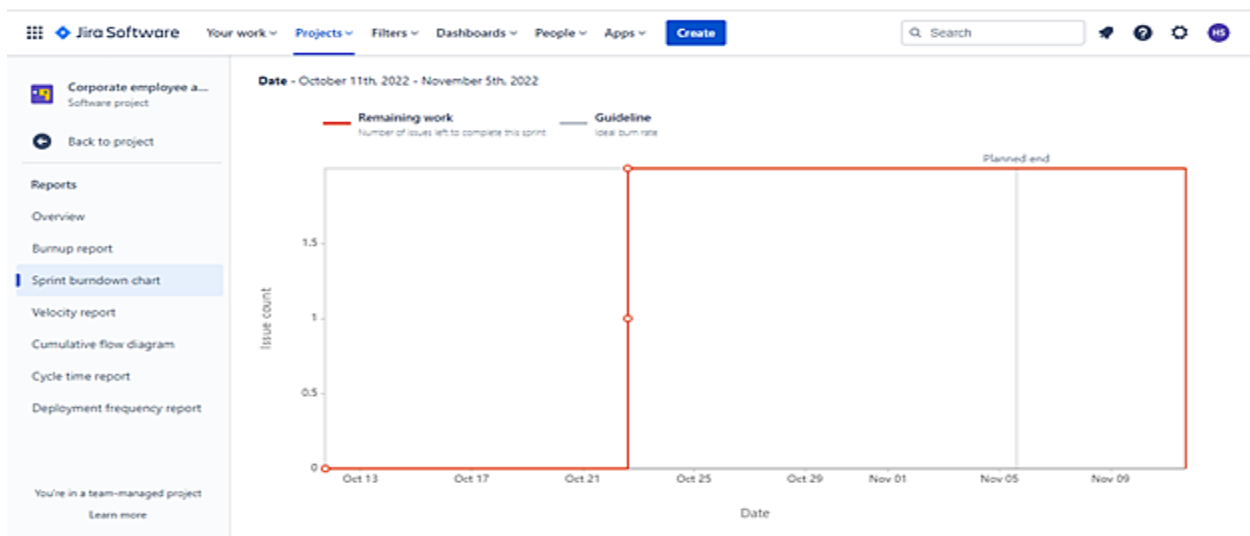 Jira Software Your work Projects Filters Dashboards People Apps Create Search HS
Corporate employee a...
Software project
Back to project
Reports
Overview
Burnup report
Sprint burndown chart
Velocity report
Cumulative flow diagram
Cycle time report
Deployment frequency report
You're in a team-managed project
Learn more
Date - October 11th, 2022 - November 5th, 2022
Remaining work
Number of issues left to complete this sprint
Guideline
Ideal burn rate
Planned end
1.5
1
0.5
0
Issue count
Oct 13 Oct 17 Oct 21 Oct 25 Oct 29 Nov 01 Nov 05 Nov 09
Date